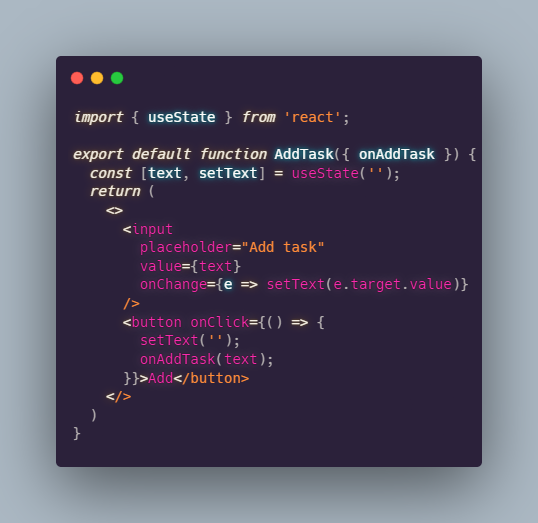 import { useState } from 'react';

export default function AddTask({ onAddTask }) {
  const [text, setText] = useState('');
  return (
    <>
      <input
        placeholder="Add task"
        value={text}
        onChange={e => setText(e.target.value)}
      />
      <button onClick={() => {
        setText('');
        onAddTask(text);
      }}>Add</button>
    </>
  )
}